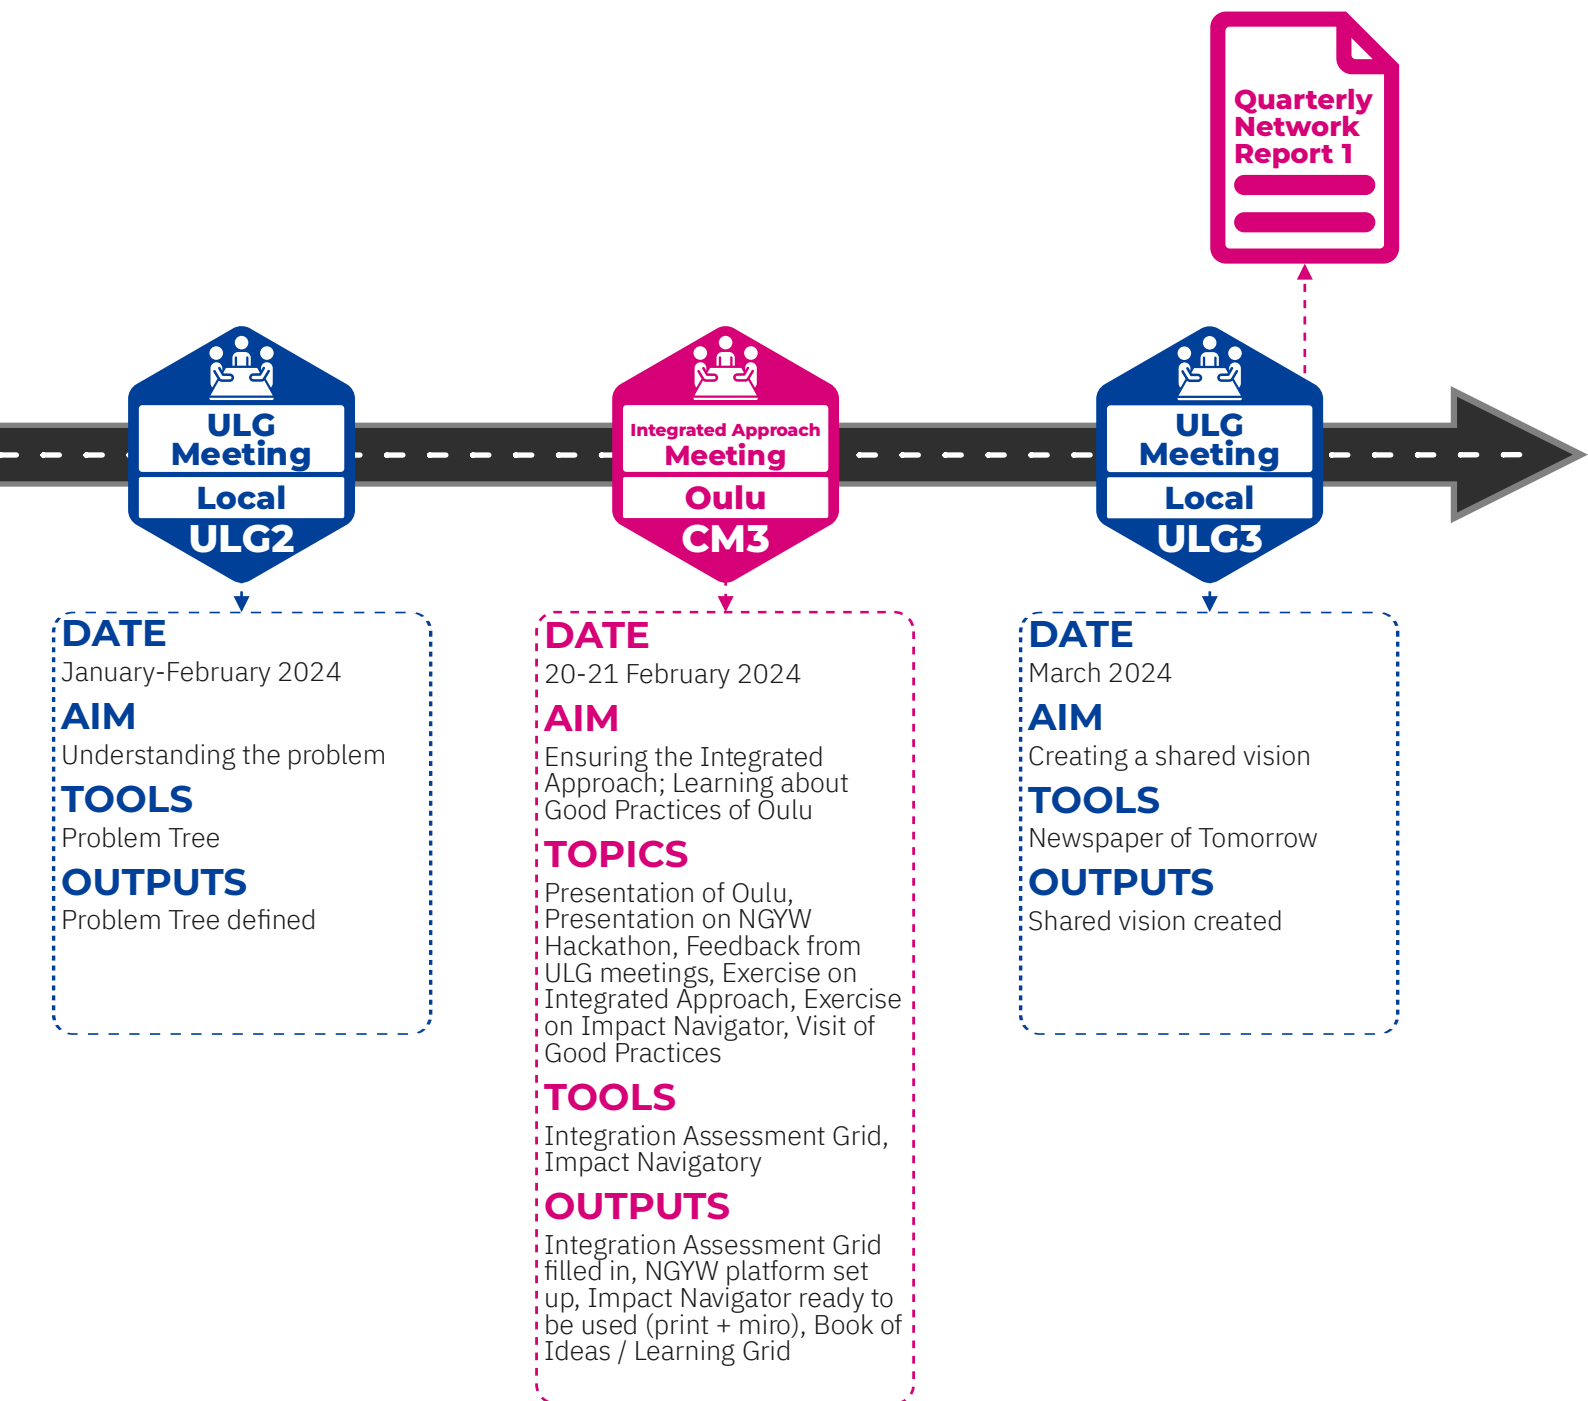 Quarterly
Network
Report 1
ULG
Meeting
Local
ULG2
DATE
January-February 2024
AIM
Understanding the problem
TOOLS
Problem Tree
OUTPUTS
Problem Tree defined
Integrated Approach
Meeting
Oulu
CM3
DATE
20-21 February 2024
AIM
Ensuring the Integrated
Approach; Learning about
Good Practices of Oulu
TOPICS
Presentation of Oulu,
Presentation on NGYW
Hackathon, Feedback from
ULG meetings, Exercise on
Integrated Approach, Exercise
on Impact Navigator, Visit of
Good Practices
TOOLS
Integration Assessment Grid,
Impact Navigatory
OUTPUTS
Integration Assessment Grid
filled in, NGYW platform set
up, Impact Navigator ready to
be used (print + miro), Book of
Ideas / Learning Grid
ULG
Meeting
Local
ULG3
DATE
March 2024
AIM
Creating a shared vision
TOOLS
Newspaper of Tomorrow
OUTPUTS
Shared vision created